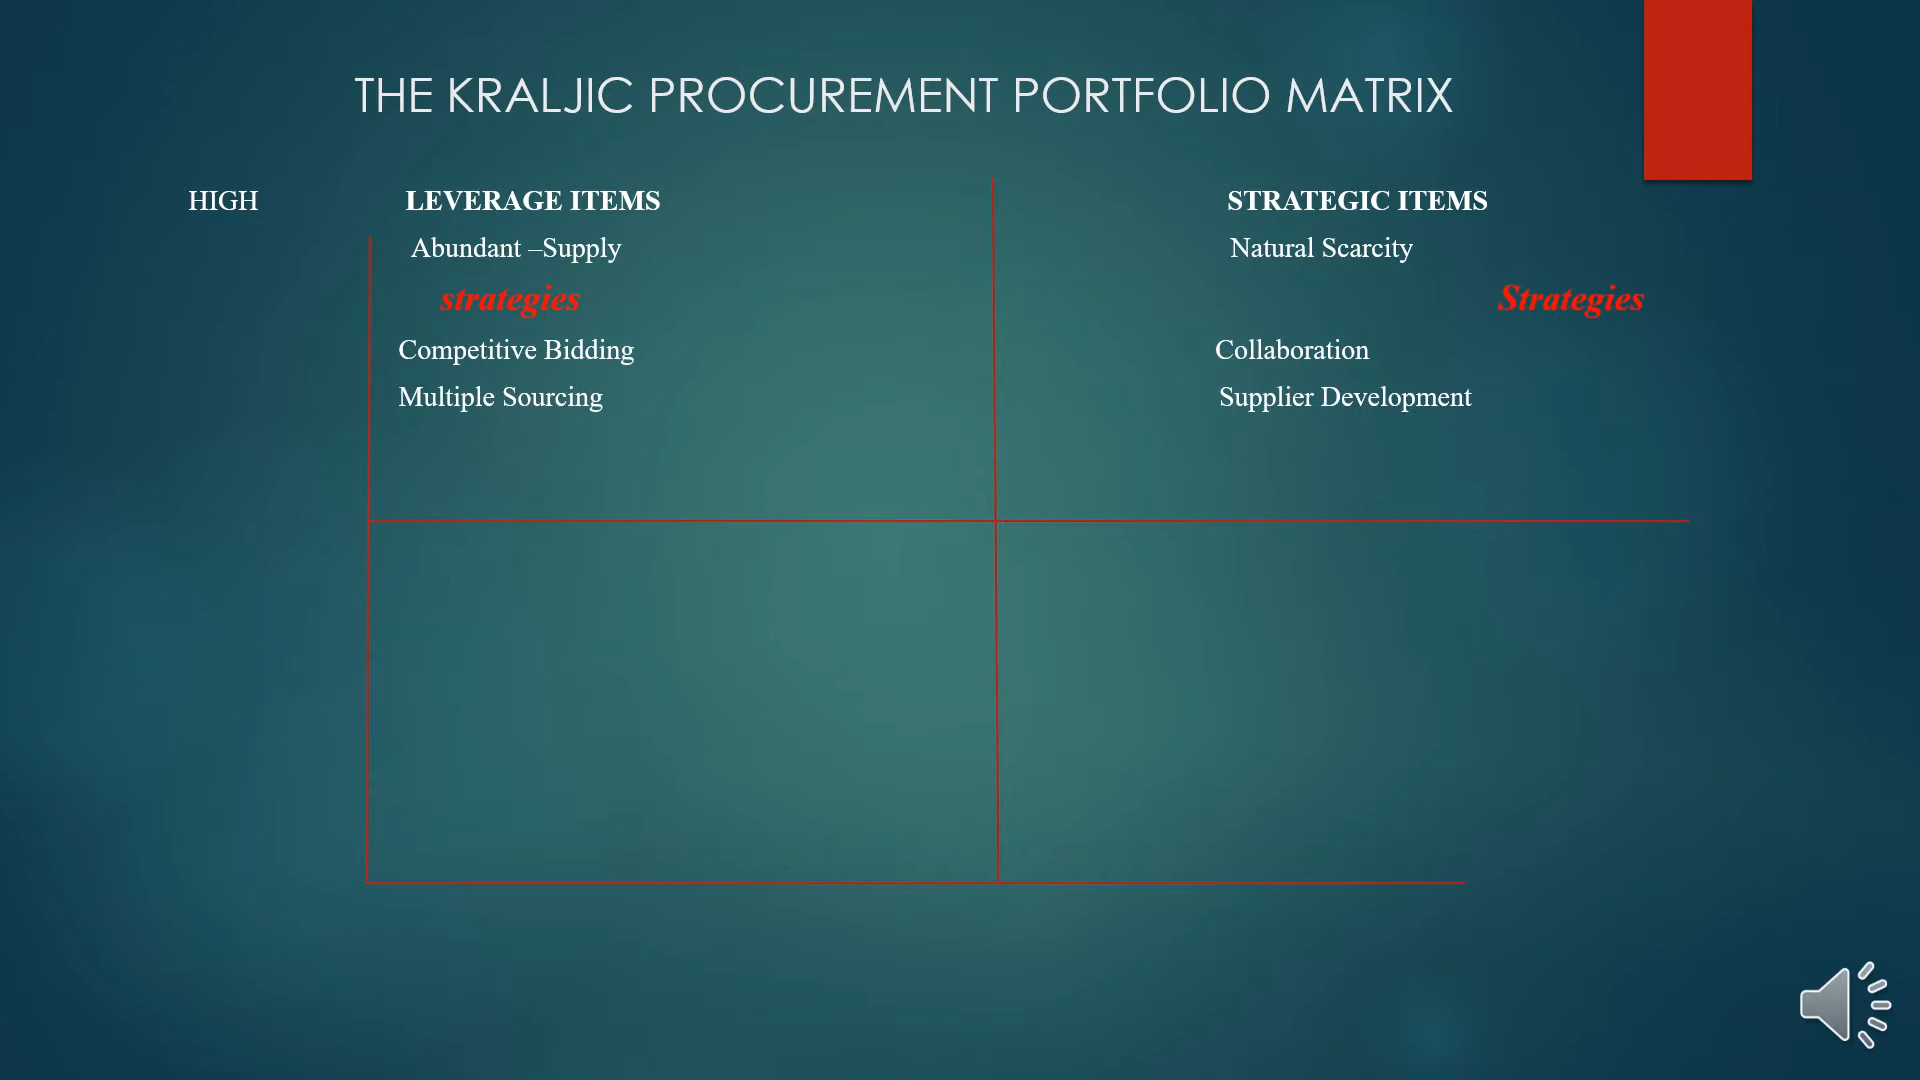 THE KRALJIC PROCUREMENT PORTFOLIO MATRIX
HIGH LEVERAGE ITEMS STRATEGIC ITEMS
Abundant –Supply Natural Scarcity
strategies Strategies
Competitive Bidding Collaboration
Multiple Sourcing Supplier Development